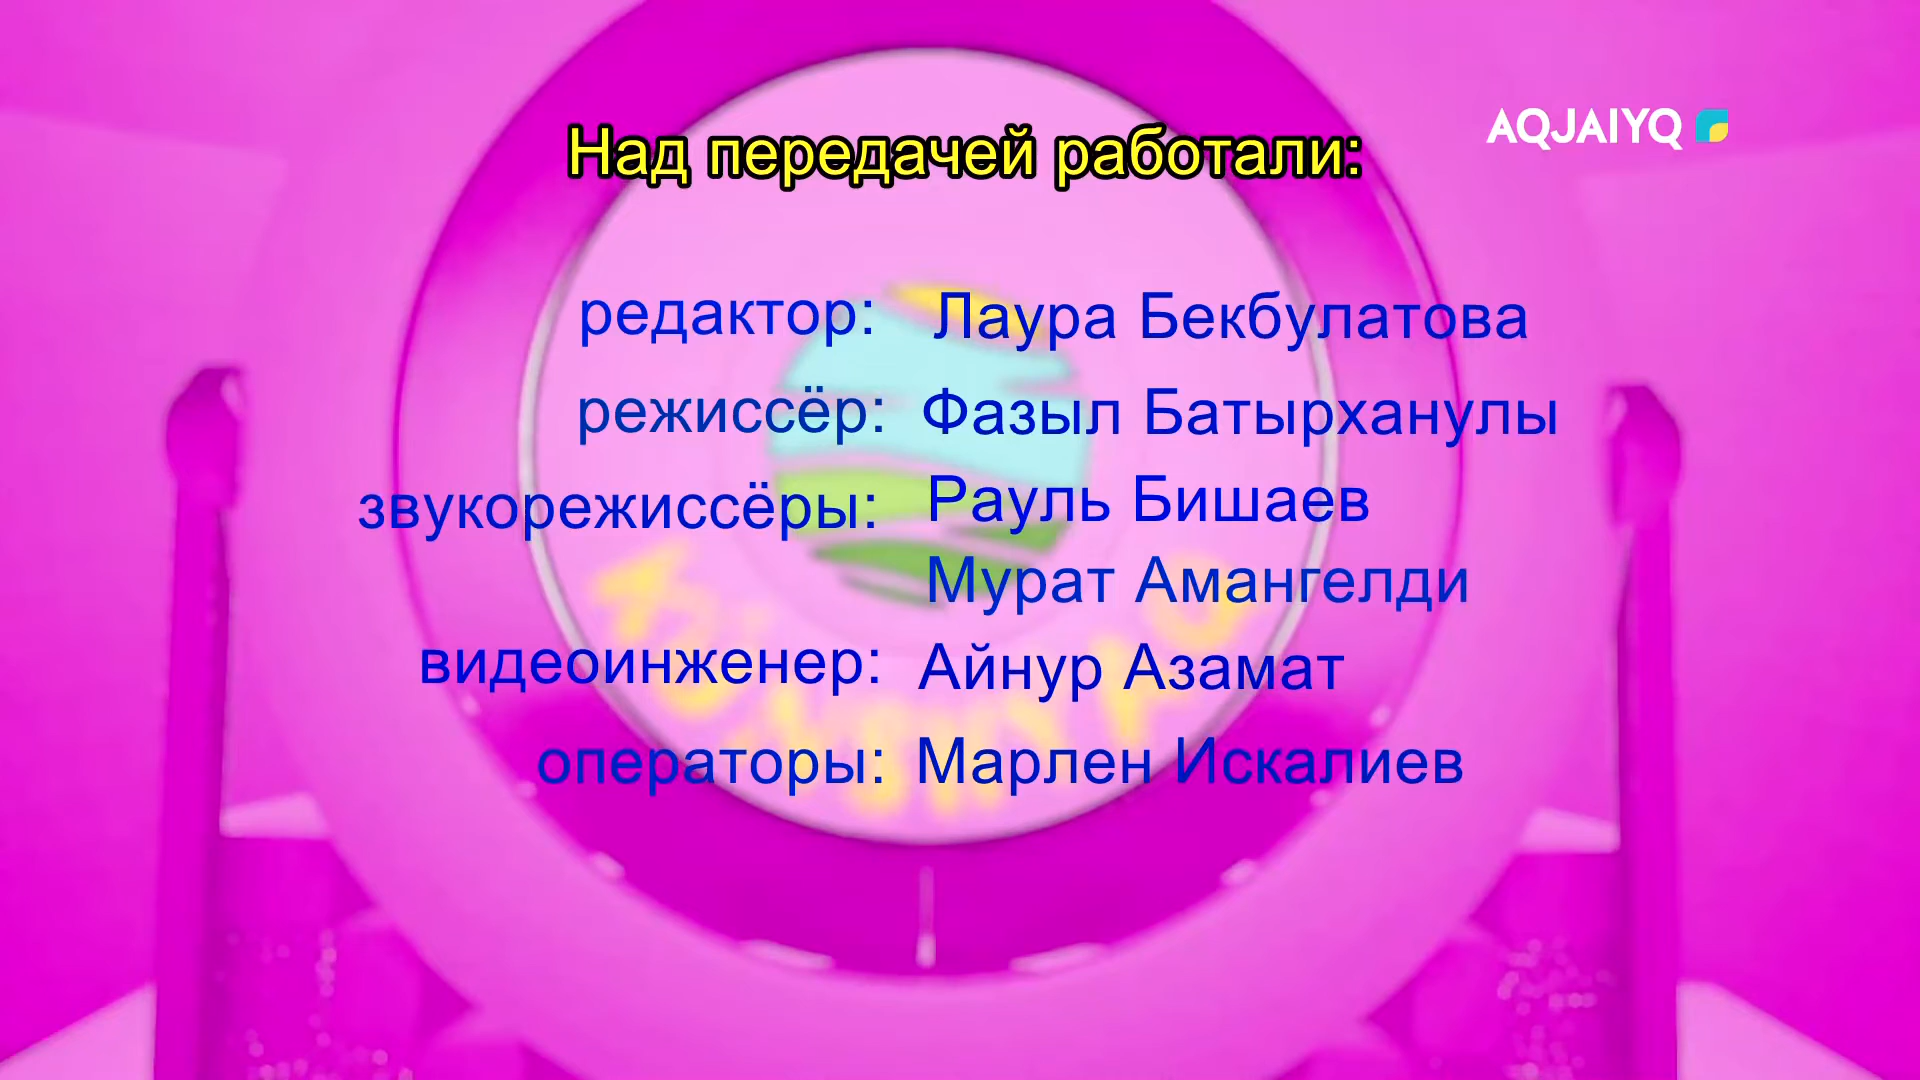 AQJAIYQ
Над передачей работали:
редактор: Лаура Бекбулатова
режиссёр: Фазыл Батырханулы
звукорежиссёры: Рауль Бишаев
Мурат Амангелди
видеоинженер: Айнур Азамат
операторы: Марлен Искалиев